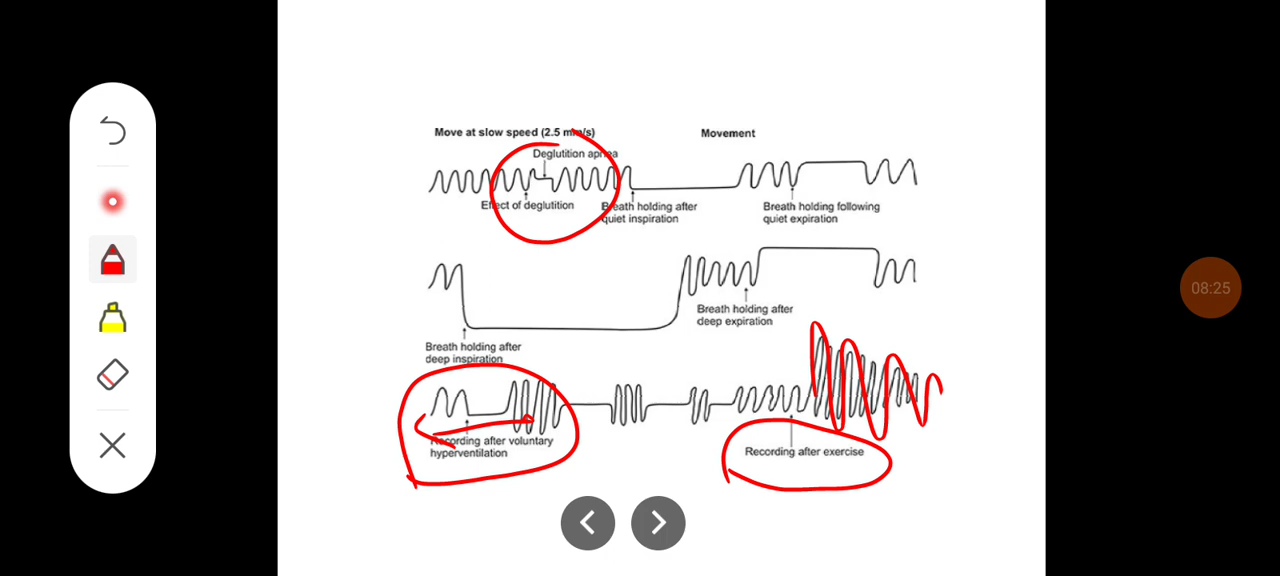 Move at slow speed (2.5 mm/s)
Movement
Deglutition apnea
Effect of deglutition
Breath holding after
quiet inspiration
Breath holding following
quiet expiration
Breath holding after
deep expiration
Breath holding after
deep inspiration
Recording after voluntary
hyperventilation
Recording after exercise
08:25